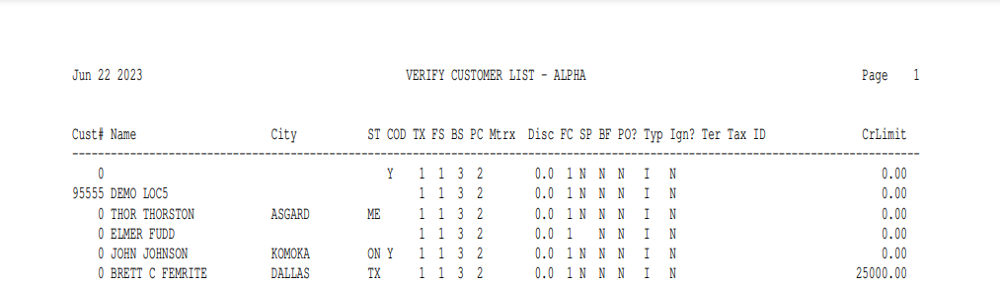 Jun 22 2023 VERIFY CUSTOMER LIST - ALPHA Page 1
Cust# Name City ST COD TX FS BS PC Mtrx Disc FC SP BF PO? Typ Ign? Ter Tax ID CrLimit
0 Y 1 1 3 2 0.0 1 N N N I N 0.00
95555 DEMO LOC5 1 1 3 2 0.0 1 N N N I N 0.00
0 THOR THORSTON ASGARD ME 1 1 3 2 0.0 1 N N N I N 0.00
0 ELMER FUDD 1 1 3 2 0.0 1 N N I N 0.00
0 JOHN JOHNSON KOMOKA ON Y 1 1 3 2 0.0 1 N N N I N 0.00
0 BRETT C FEMRITE DALLAS TX 1 1 3 2 0.0 1 N N N I N 25000.00